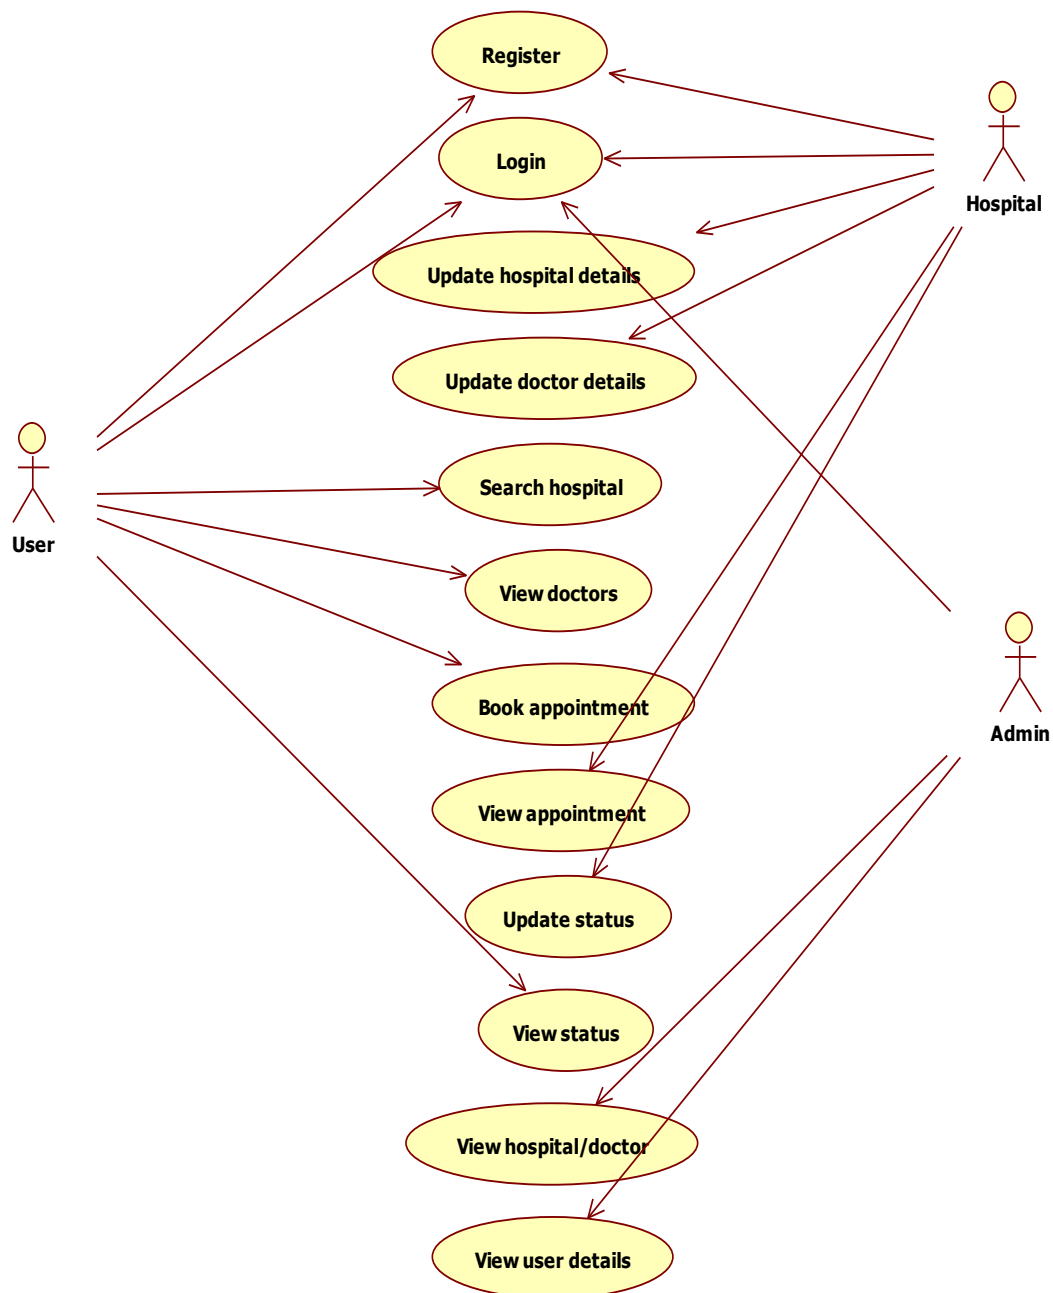 Register
Login
Hospital
Update hospital details
Update doctor details
Search hospital
User
View doctors
Book appointment
Admin
View appointment
Update status
View status
View hospital/doctor
View user details